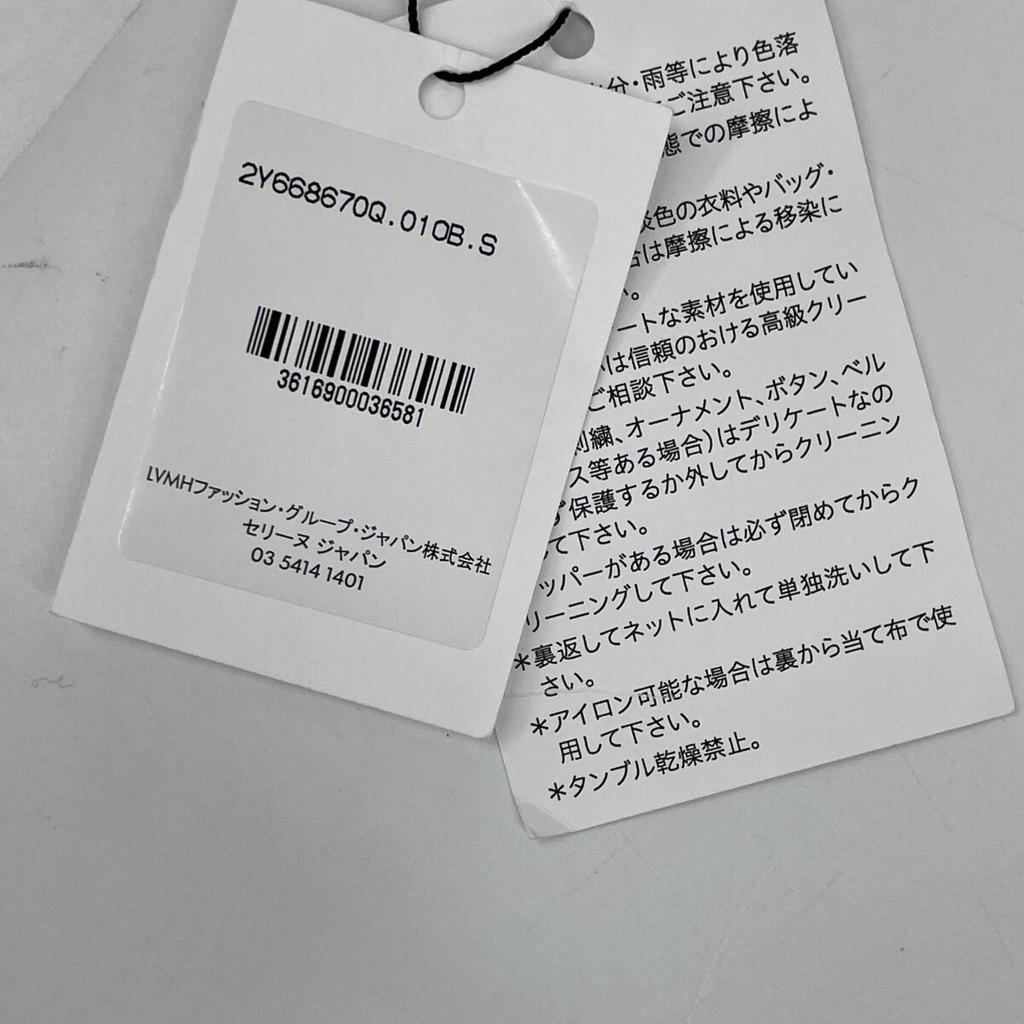 2Y668670Q.01OB.S
3616900036581
LVMHファッション・グループ・ジャパン株式会社
セリーヌ ジャパン
03 5414 1401
分・雨等により色落
ご注意下さい。
態での摩擦によ
淡色の衣料やバッグ・
合は摩擦による移染に
い。
ートな素材を使用してい
いは信頼のおける高級クリー
ご相談下さい。
刺繍、オーナメント、ボタン、ベル
ス等ある場合)はデリケートなの
ず保護するか外してからクリーニン
して下さい。
ッパーがある場合は必ず閉めてからク
リーニングして下さい。
*裏返してネットに入れて単独洗いして下
さい。
*アイロン可能な場合は裏から当て布で使
用して下さい。
*タンブル乾燥禁止。